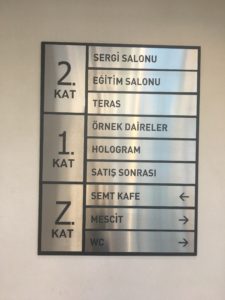 2.
KAT
SERGİ SALONU
EĞİTİM SALONU
TERAS
1.
KAT
ÖRNEK DAİRELER
HOLOGRAM
SATIŞ SONRASI
Z.
KAT
SEMT KAFE ←
MESCİT →
WC →